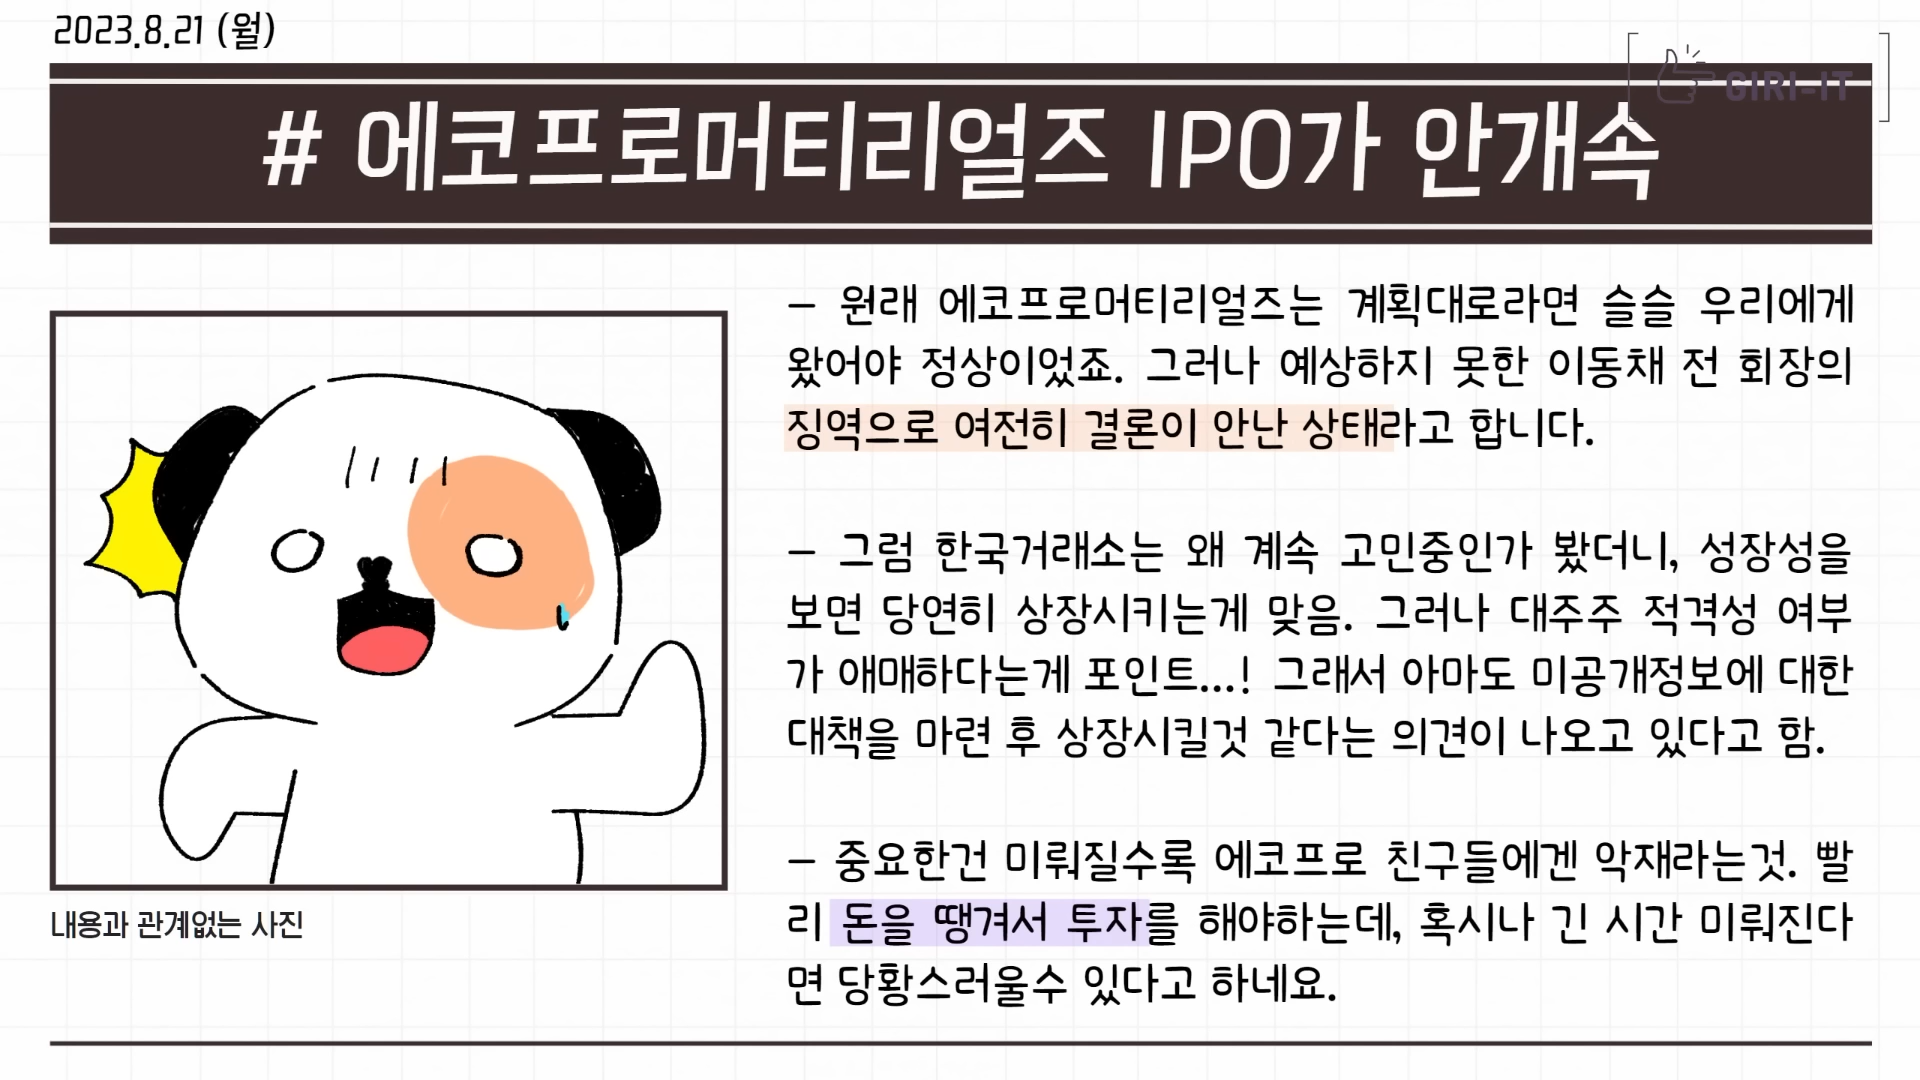 2023.8.21 (월)
GIRI-IT
# 에코프로머티리얼즈 IPO가 안개속
- 원래 에코프로머티리얼즈는 계획대로라면 슬슬 우리에게
왔어야 정상이었죠. 그러나 예상하지 못한 이동채 전 회장의
징역으로 여전히 결론이 안난 상태라고 합니다.
- 그럼 한국거래소는 왜 계속 고민중인가 봤더니, 성장성을
보면 당연히 상장시키는게 맞음. 그러나 대주주 적격성 여부
가 애매하다는게 포인트...! 그래서 아마도 미공개정보에 대한
대책을 마련 후 상장시킬것 같다는 의견이 나오고 있다고 함.
- 중요한건 미뤄질수록 에코프로 친구들에겐 악재라는것. 빨
리 돈을 땡겨서 투자를 해야하는데, 혹시나 긴 시간 미뤄진다
면 당황스러울수 있다고 하네요.
내용과 관계없는 사진